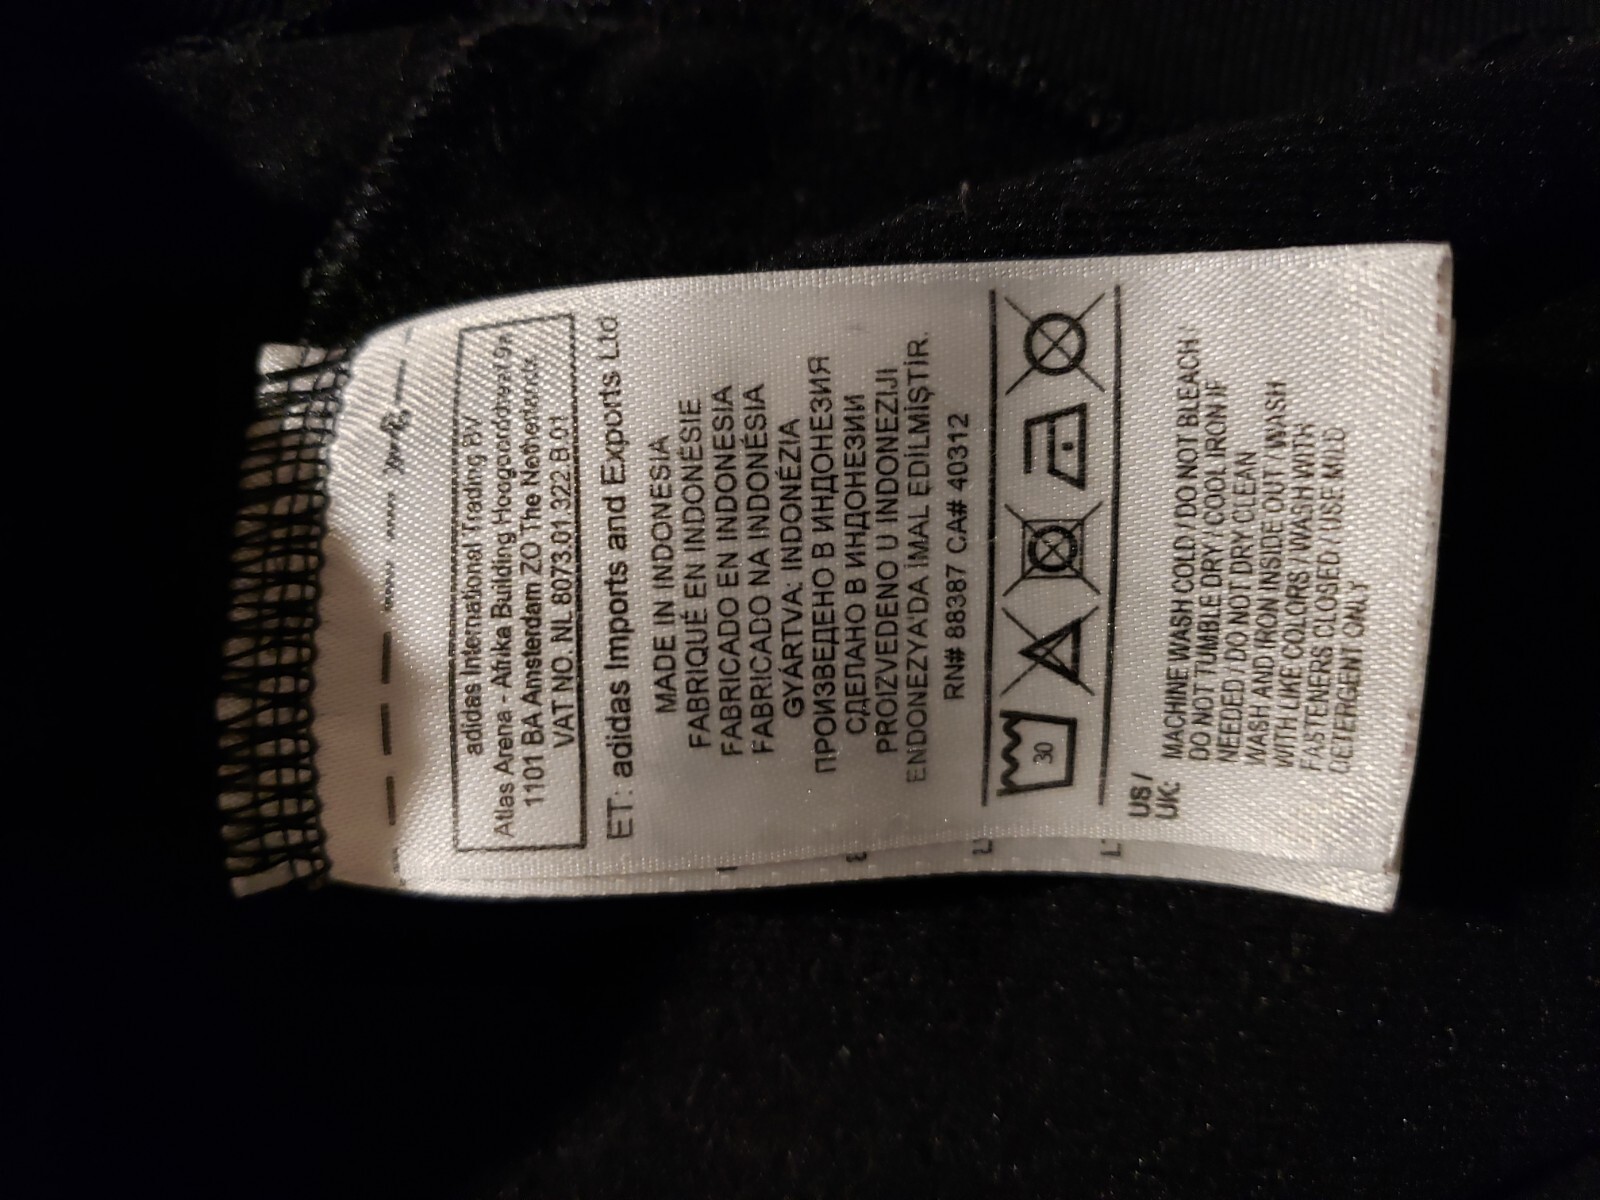 adidas International Trading BV
Atlas Arena - Afrika Building Hoogoorddreef 9a
1101 BA Amsterdam ZO The Netherlands
VAT NO. NL 8073.01.322.B.01
ET: adidas Imports and Exports Ltd
MADE IN INDONESIA
FABRIQUÉ EN INDONÉSIE
FABRICADO EN INDONESIA
FABRICADO NA INDONÉSIA
GYÁRTVA: INDONÉZIA
ПРОИЗВЕДЕНО В ИНДОНЕЗИЯ
СДЕЛАНО В ИНДОНЕЗИИ
PROIZVEDENO U INDONEZIJI
ENDONEZYA'DA İMAL EDİLMİŞTİR.
RN# 88387 CA# 40312
30
US /
UK:
MACHINE WASH COLD / DO NOT BLEACH /
DO NOT TUMBLE DRY / COOL IRON IF
NEEDED / DO NOT DRY CLEAN
WASH AND IRON INSIDE OUT / WASH
WITH LIKE COLORS / WASH WITH
FASTENERS CLOSED / USE MILD
DETERGENT ONLY